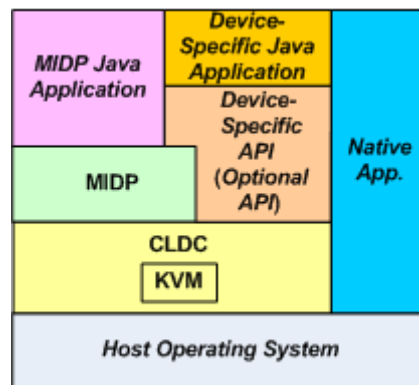 MIDP Java
Application
Device-
Specific Java
Application
Device-
Specific
API
(Optional
API)
Native
App.
MIDP
CLDC
KVM
Host Operating System